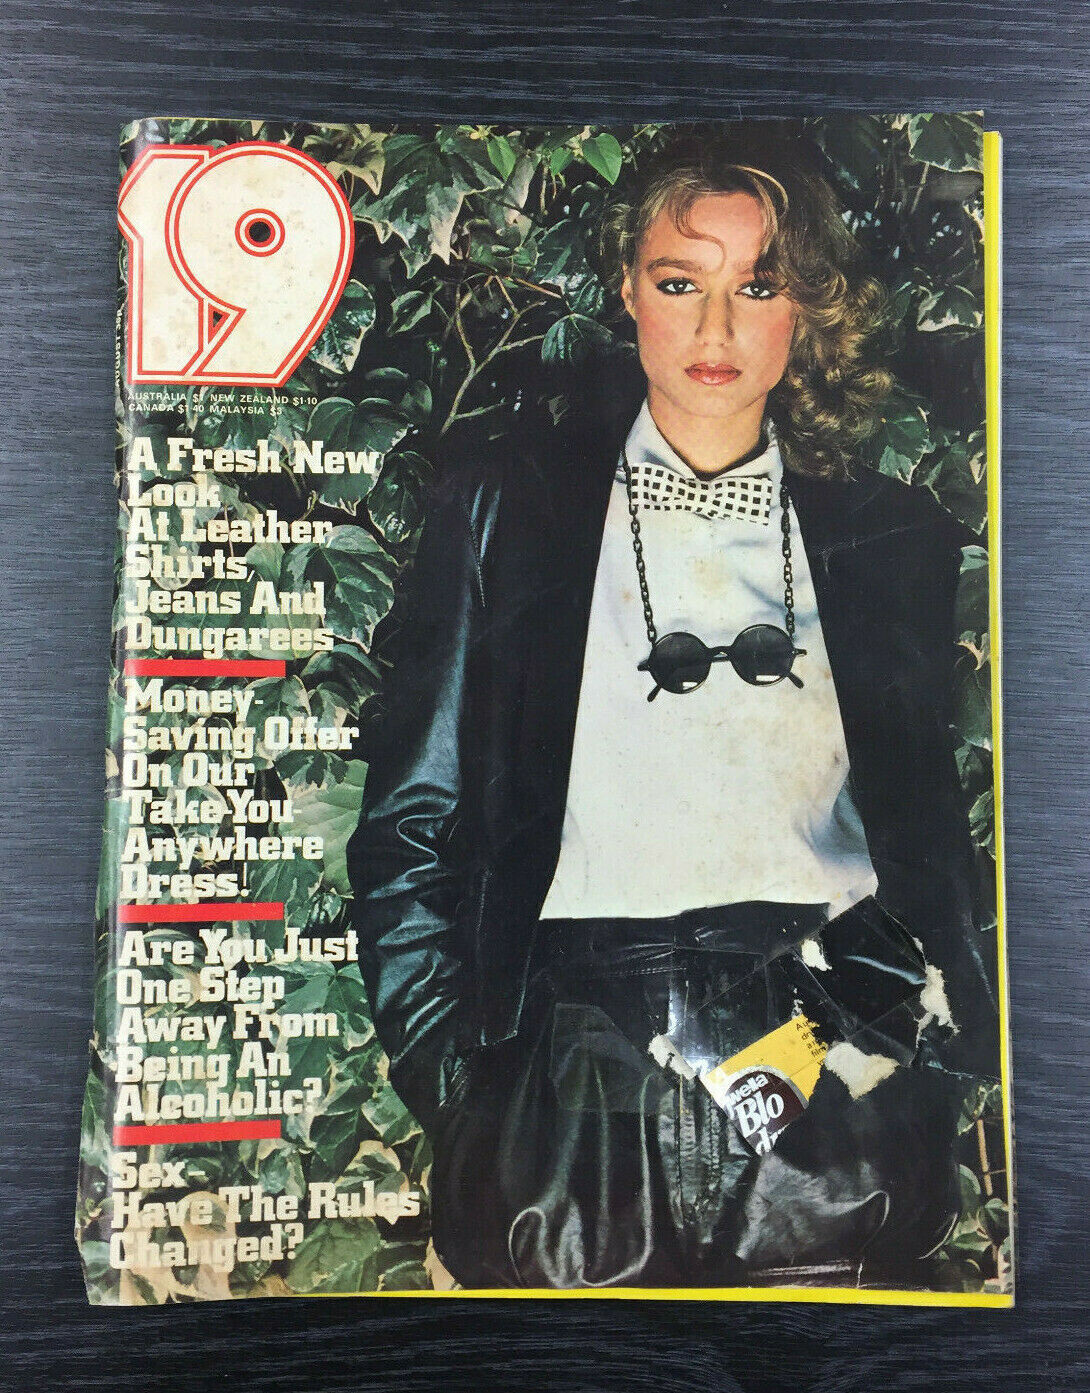 19
AUSTRALIA $1 NEW ZEALAND $1·10
CANADA $1·40 MALAYSIA $3
A Fresh New
Look
At Leather
Shirts,
Jeans And
Dungarees
Money-
Saving Offer
On Our
Take-You-
Anywhere
Dress.
Are You Just
One Step
Away From
Being An
Alcoholic?
Sex-
Have The Rules
Changed?
wella
Blo